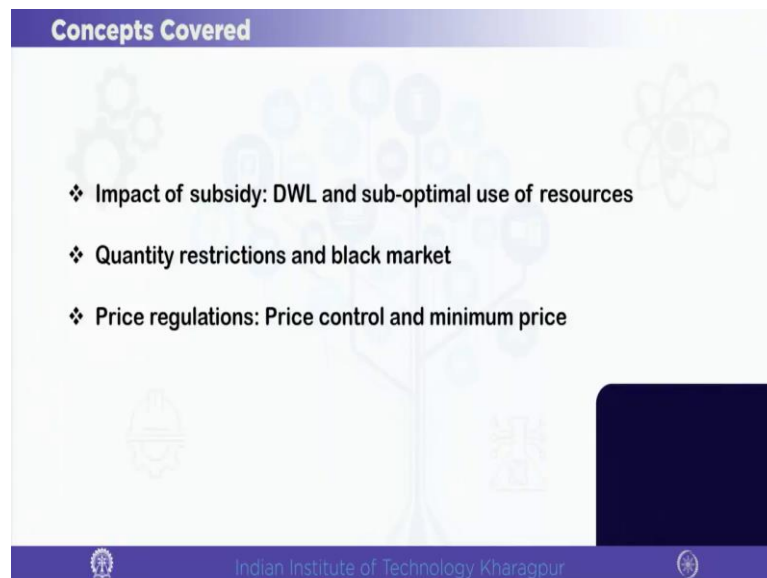 Concepts Covered
❖ Impact of subsidy: DWL and sub-optimal use of resources
❖ Quantity restrictions and black market
❖ Price regulations: Price control and minimum price
Indian Institute of Technology Kharagpur